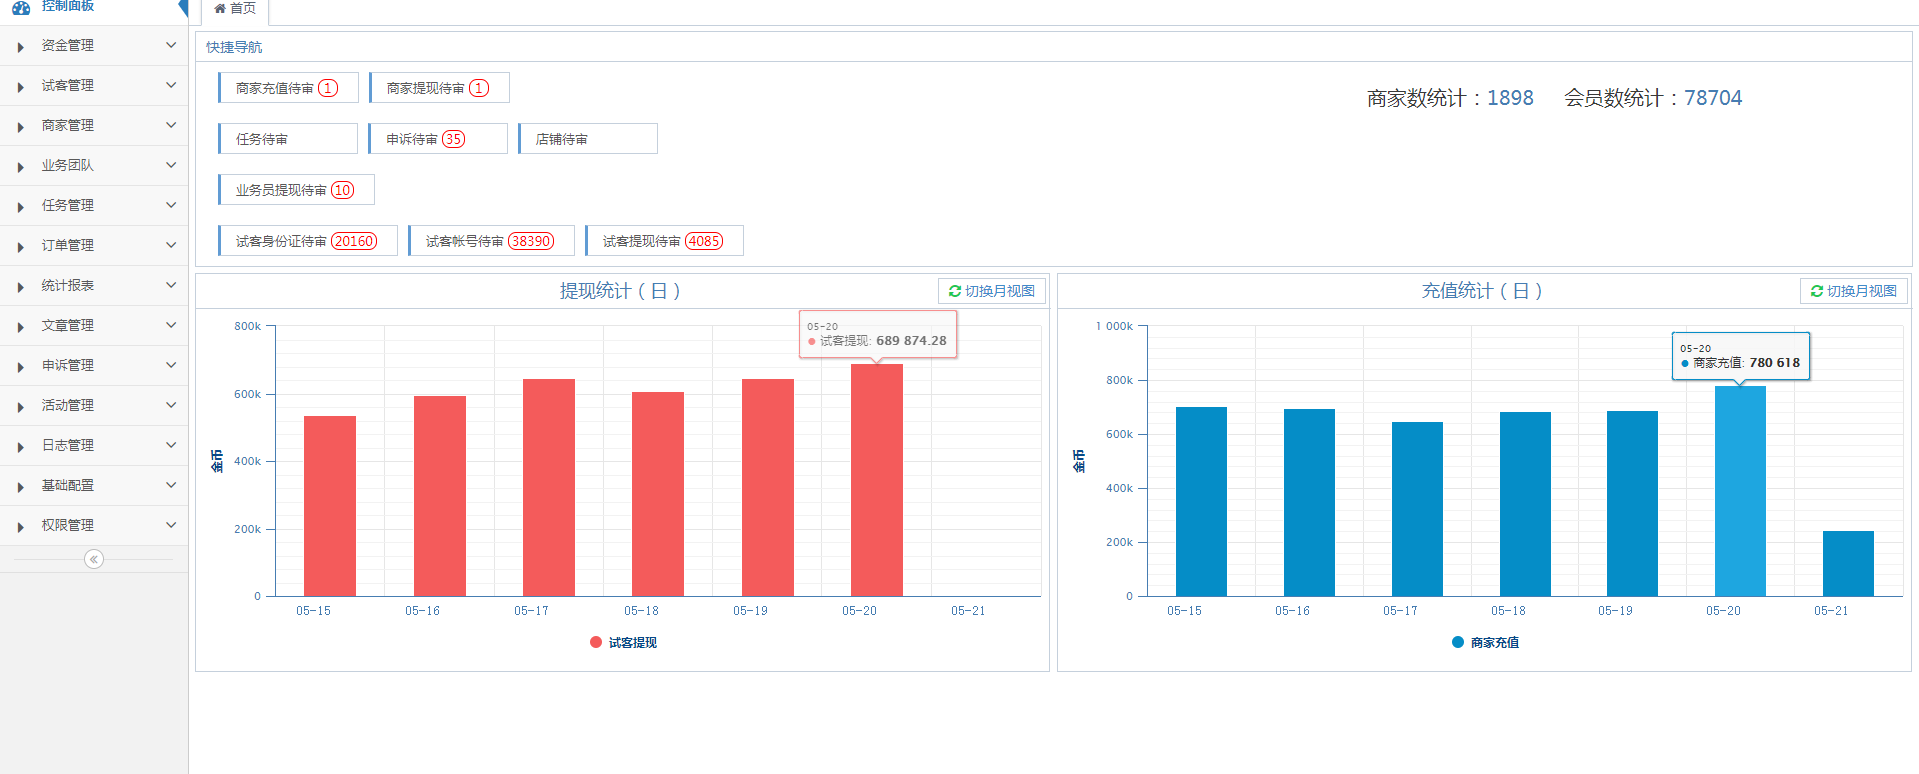 控制面板
资金管理
试客管理
商家管理
业务团队
任务管理
订单管理
统计报表
文章管理
申诉管理
活动管理
日志管理
基础配置
权限管理
首页
快捷导航
商家充值待审 1 商家提现待审 1
商家数统计：1898 会员数统计：78704
任务待审 申诉待审 35 店铺待审
业务员提现待审 10
试客身份证待审 20160 试客帐号待审 38390 试客提现待审 4085
提现统计（日） 切换月视图
800k
600k
400k
200k
0
金币
05-20
试客提现: 689 874.28
05-15 05-16 05-17 05-18 05-19 05-20 05-21
试客提现
充值统计（日） 切换月视图
1 000k
800k
600k
400k
200k
0
金币
05-20
商家充值: 780 618
05-15 05-16 05-17 05-18 05-19 05-20 05-21
商家充值